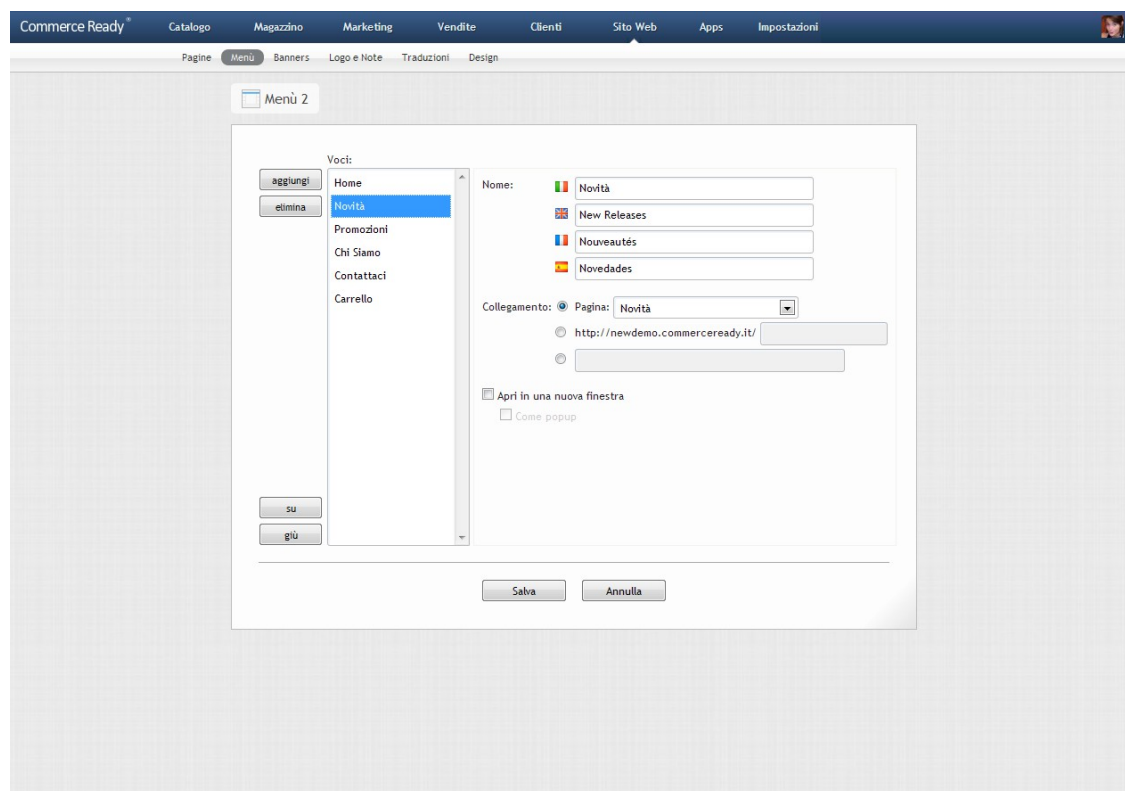 Commerce Ready® Catalogo Magazzino Marketing Vendite Clienti Sito Web Apps Impostazioni
Pagine Menù Banners Logo e Note Traduzioni Design
Menù 2
Voci:
aggiungi
elimina
Home
Novità
Promozioni
Chi Siamo
Contattaci
Carrello
su
giù
Nome: Novità
New Releases
Nouveautés
Novedades
Collegamento: Pagina: Novità
http://newdemo.commerceready.it/
Apri in una nuova finestra
Come popup
Salva Annulla